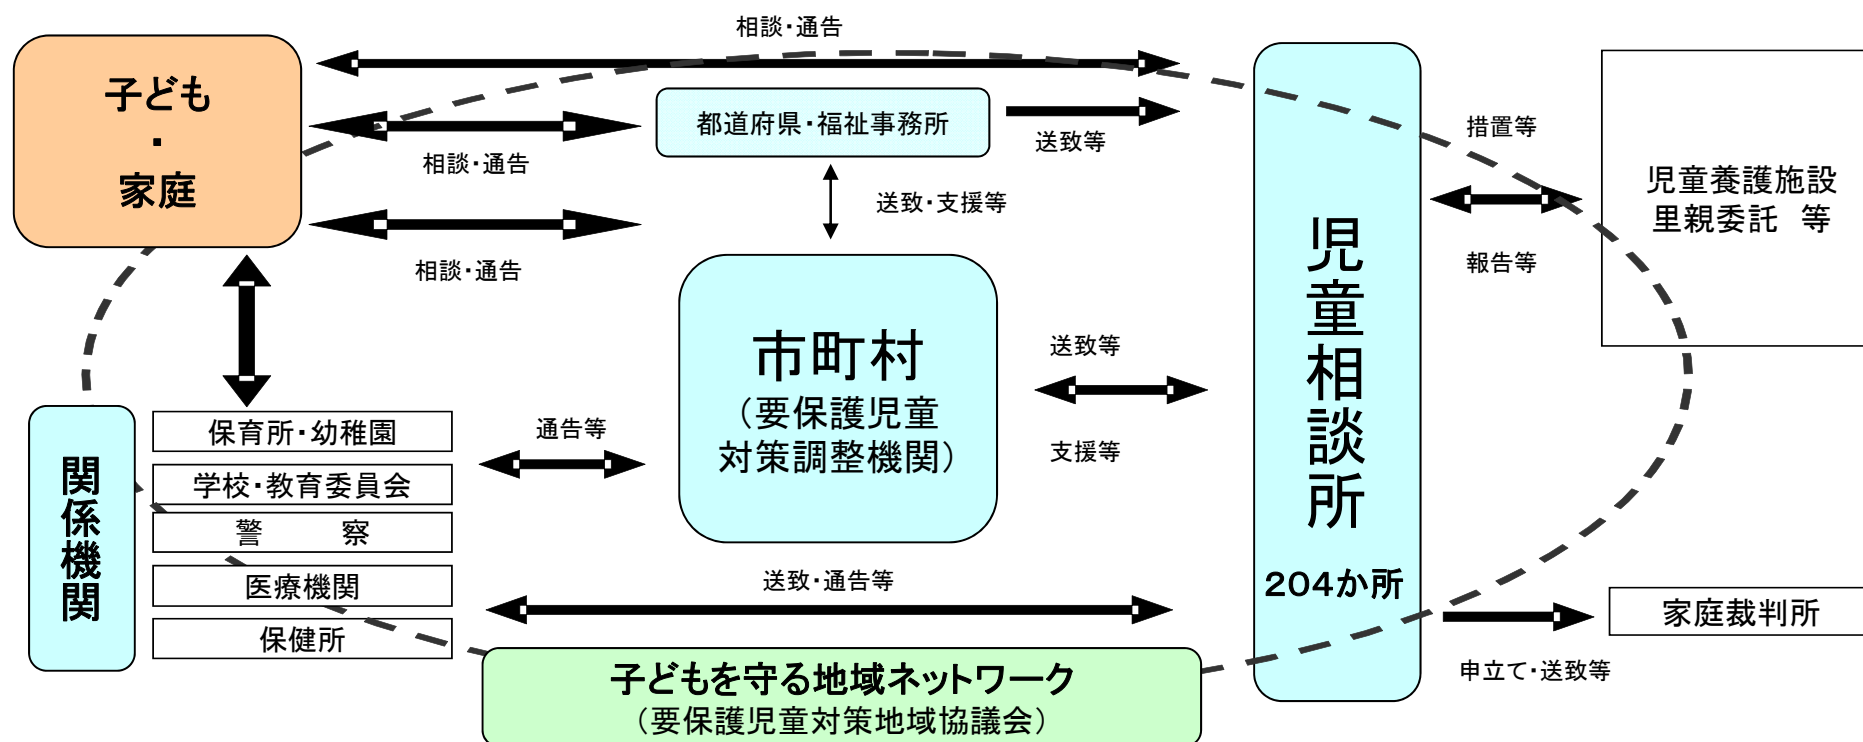 相談・通告
子ども
・
家庭
都道府県・福祉事務所
送致等
相談・通告
送致・支援等
相談・通告
措置等
児童養護施設
里親委託　等
報告等
市町村
（要保護児童
対策調整機関）
送致等
支援等
児童相談所
204か所
関係機関
保育所・幼稚園
学校・教育委員会
警　　察
医療機関
保健所
通告等
送致・通告等
家庭裁判所
申立て・送致等
子どもを守る地域ネットワーク
（要保護児童対策地域協議会）